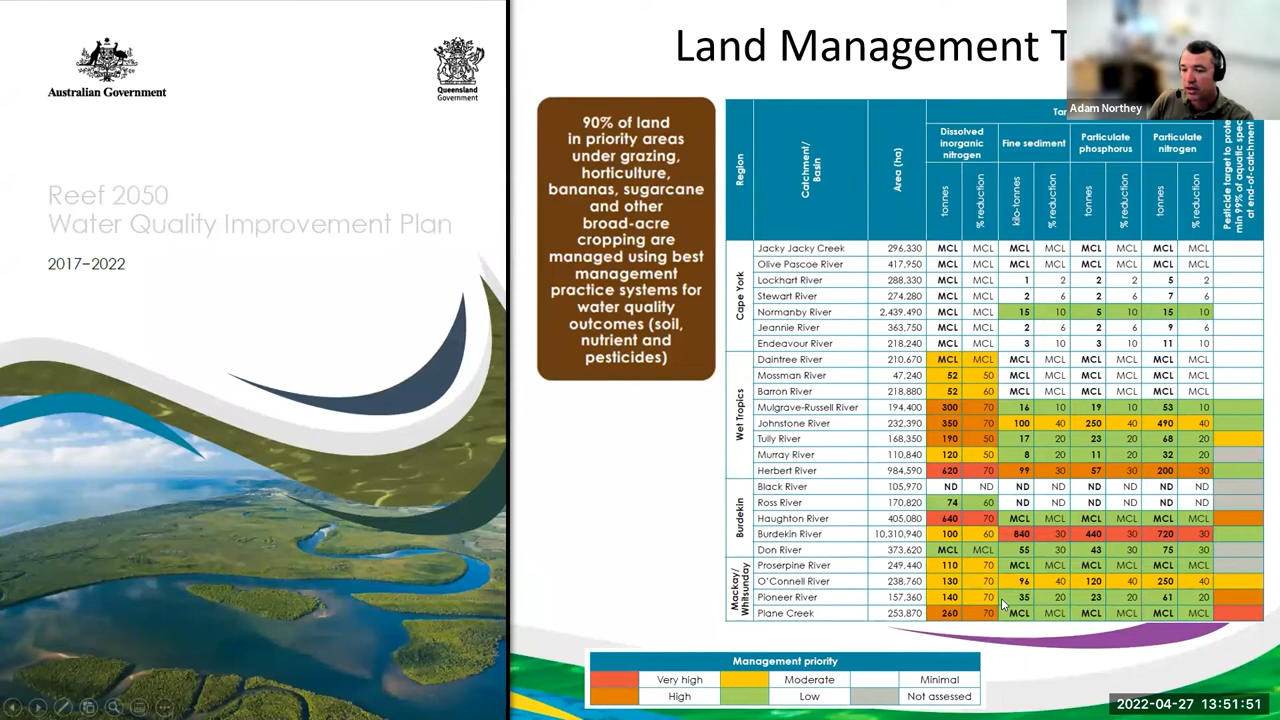 Australian Government
Queensland
Government
Reef 2050
Water Quality Improvement Plan
2017–2022
Land Management T
Adam Northey
90% of land
in priority areas
under grazing,
horticulture,
bananas, sugarcane
and other
broad-acre
cropping are
managed using best
management
practice systems for
water quality
outcomes (soil,
nutrient and
pesticides)
Region
Catchment/
Basin
Area (ha)
Dissolved
inorganic
nitrogen
Fine sediment
Particulate
phosphorus
Particulate
nitrogen
tonnes
% reduction
kilo-tonnes
% reduction
tonnes
% reduction
tonnes
% reduction
Pesticide target to prote
min 99% of aquatic spec
at end-of-catchment
Cape York
Jacky Jacky Creek 296,330 MCL MCL MCL MCL MCL MCL MCL MCL
Olive Pascoe River 417,950 MCL MCL MCL MCL MCL MCL MCL MCL
Lockhart River 288,330 MCL MCL 1 2 2 2 5 2
Stewart River 274,280 MCL MCL 2 6 2 6 7 6
Normanby River 2,439,490 MCL MCL 15 10 5 10 15 10
Jeannie River 363,750 MCL MCL 2 6 2 6 9 6
Endeavour River 218,240 MCL MCL 3 10 3 10 11 10
Wet Tropics
Daintree River 210,670 MCL MCL MCL MCL MCL MCL MCL MCL
Mossman River 47,240 52 50 MCL MCL MCL MCL MCL MCL
Barron River 218,880 52 60 MCL MCL MCL MCL MCL MCL
Mulgrave-Russell River 194,400 300 70 16 10 19 10 53 10
Johnstone River 232,390 350 70 100 40 250 40 490 40
Tully River 168,350 190 50 17 20 23 20 68 20
Murray River 110,840 120 50 8 20 11 20 32 20
Herbert River 984,590 620 70 99 30 57 30 200 30
Burdekin
Black River 105,970 ND ND ND ND ND ND ND ND
Ross River 170,820 74 60 ND ND ND ND ND ND
Haughton River 405,080 640 70 MCL MCL MCL MCL MCL MCL
Burdekin River 10,310,940 100 60 840 30 440 30 720 30
Don River 373,620 MCL MCL 55 30 43 30 75 30
Mackay/
Whitsunday
Proserpine River 249,440 110 70 MCL MCL MCL MCL MCL MCL
O'Connell River 238,760 130 70 96 40 120 40 250 40
Pioneer River 157,360 140 70 35 20 23 20 61 20
Plane Creek 253,870 260 70 MCL MCL MCL MCL MCL MCL
Management priority
Very high Moderate Minimal
High Low Not assessed
2022-04-27 13:51:51